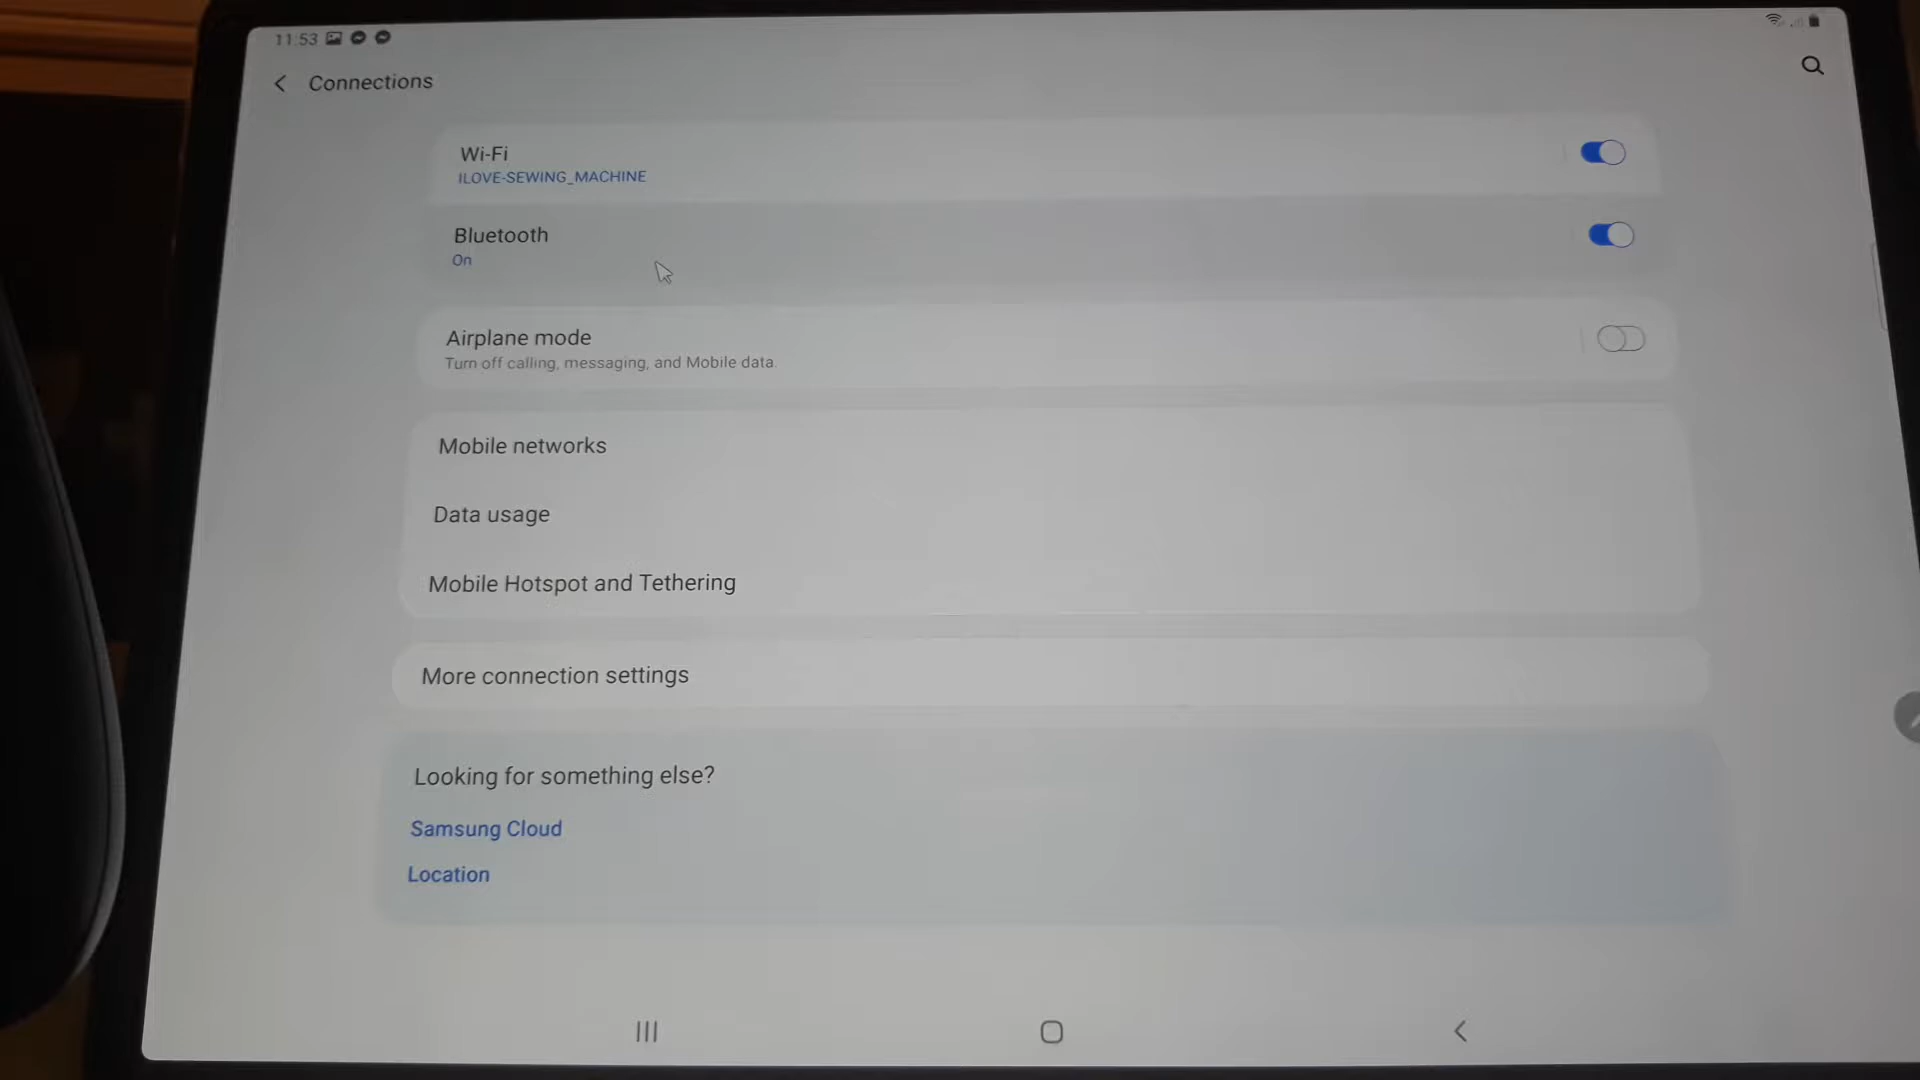 11:53
Connections
Wi-Fi
ILOVE-SEWING_MACHINE
Bluetooth
On
Airplane mode
Turn off calling, messaging, and Mobile data.
Mobile networks
Data usage
Mobile Hotspot and Tethering
More connection settings
Looking for something else?
Samsung Cloud
Location